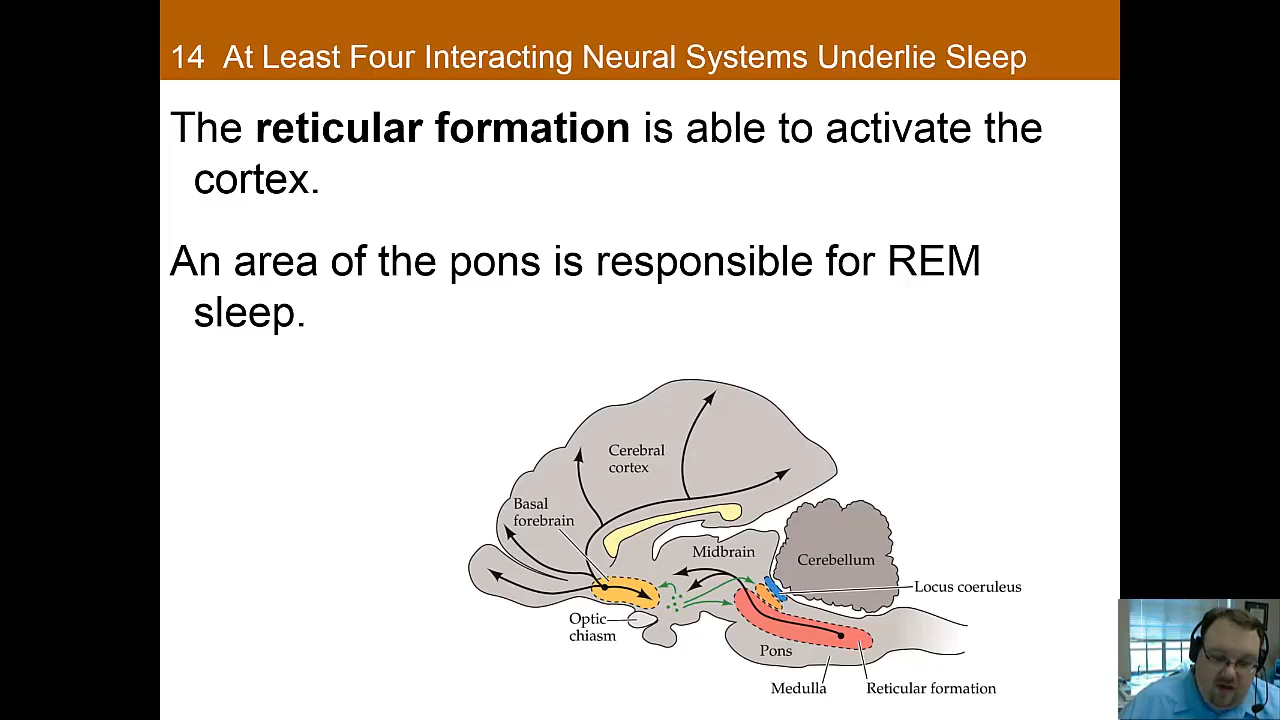 14 At Least Four Interacting Neural Systems Underlie Sleep
The reticular formation is able to activate the
cortex.
An area of the pons is responsible for REM
sleep.
Cerebral
cortex
Basal
forebrain
Midbrain
Cerebellum
Locus coeruleus
Optic
chiasm
Pons
Medulla
Reticular formation